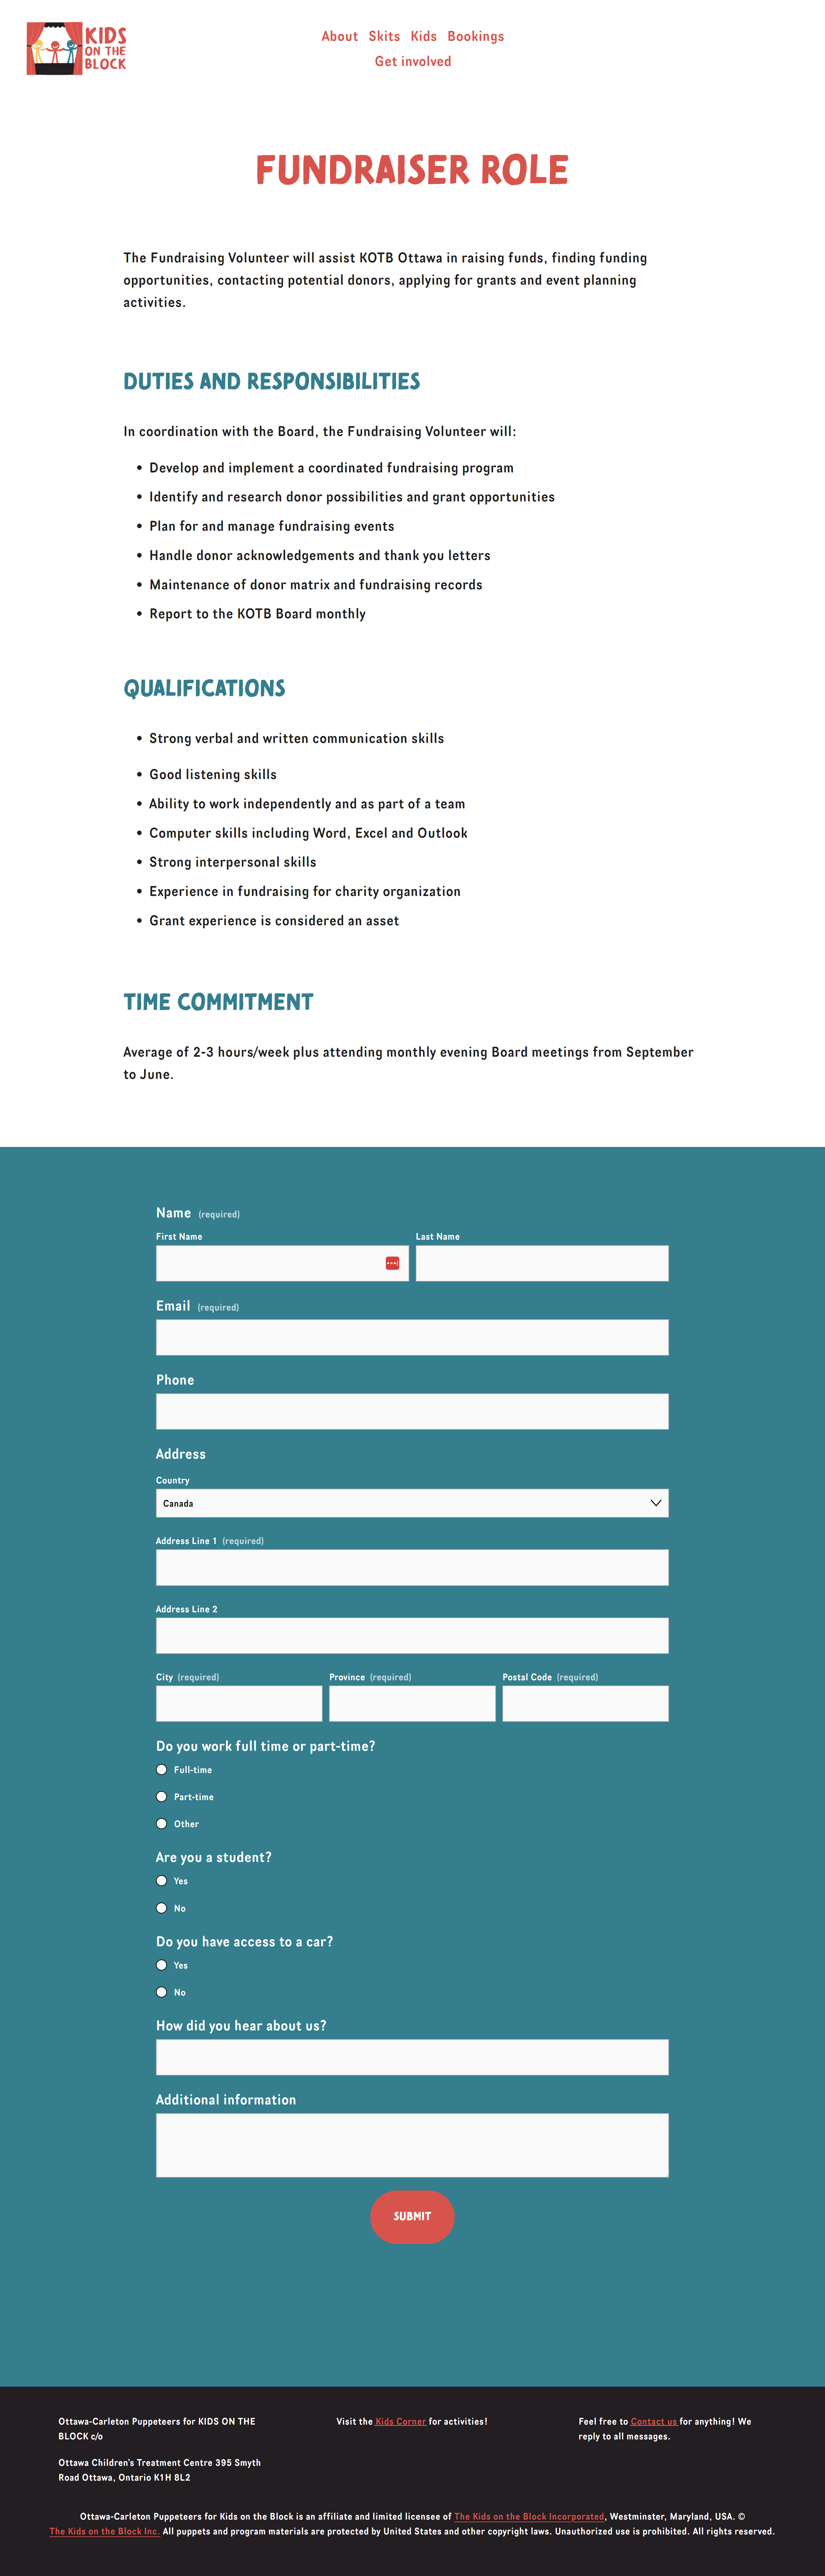 KIDS
ON THE
BLOCK
About Skits Kids Bookings
Get involved
FUNDRAISER ROLE
The Fundraising Volunteer will assist KOTB Ottawa in raising funds, finding funding
opportunities, contacting potential donors, applying for grants and event planning
activities.
DUTIES AND RESPONSIBILITIES
In coordination with the Board, the Fundraising Volunteer will:
• Develop and implement a coordinated fundraising program
• Identify and research donor possibilities and grant opportunities
• Plan for and manage fundraising events
• Handle donor acknowledgements and thank you letters
• Maintenance of donor matrix and fundraising records
• Report to the KOTB Board monthly
QUALIFICATIONS
• Strong verbal and written communication skills
• Good listening skills
• Ability to work independently and as part of a team
• Computer skills including Word, Excel and Outlook
• Strong interpersonal skills
• Experience in fundraising for charity organization
• Grant experience is considered an asset
TIME COMMITMENT
Average of 2-3 hours/week plus attending monthly evening Board meetings from September
to June.
Name (required)
First Name Last Name
Email (required)
Phone
Address
Country
Canada
Address Line 1 (required)
Address Line 2
City (required) Province (required) Postal Code (required)
Do you work full time or part-time?
Full-time
Part-time
Other
Are you a student?
Yes
No
Do you have access to a car?
Yes
No
How did you hear about us?
Additional information
SUBMIT
Ottawa-Carleton Puppeteers for KIDS ON THE
BLOCK c/o
Ottawa Children's Treatment Centre 395 Smyth
Road Ottawa, Ontario K1H 8L2
Visit the Kids Corner for activities!
Feel free to Contact us for anything! We
reply to all messages.
Ottawa-Carleton Puppeteers for Kids on the Block is an affiliate and limited licensee of The Kids on the Block Incorporated, Westminster, Maryland, USA. ©
The Kids on the Block Inc. All puppets and program materials are protected by United States and other copyright laws. Unauthorized use is prohibited. All rights reserved.